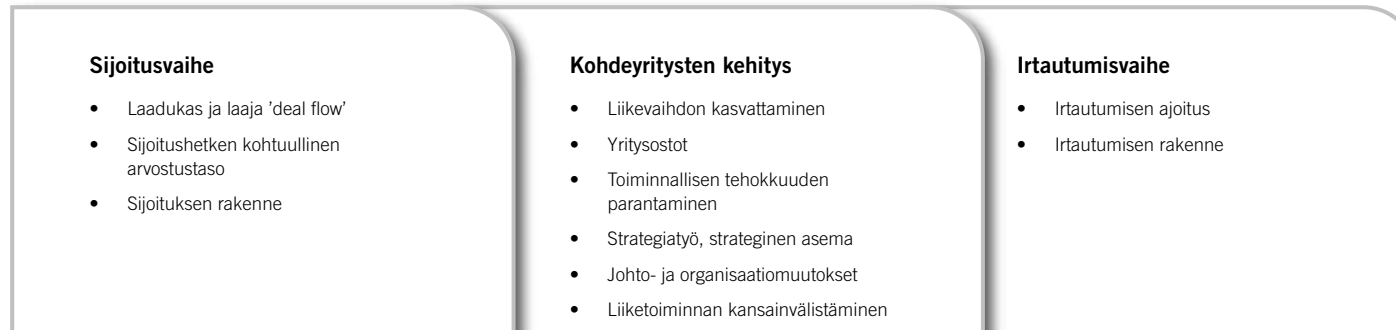 Sijoitusvaihe
• Laadukas ja laaja ’deal flow’
• Sijoitushetken kohtuullinen
arvostustaso
• Sijoituksen rakenne
Kohdeyritysten kehitys
• Liikevaihdon kasvattaminen
• Yritysostot
• Toiminnallisen tehokkuuden
parantaminen
• Strategiatyö, strateginen asema
• Johto- ja organisaatiomuutokset
• Liiketoiminnan kansainvälistäminen
Irtautumisvaihe
• Irtautumisen ajoitus
• Irtautumisen rakenne